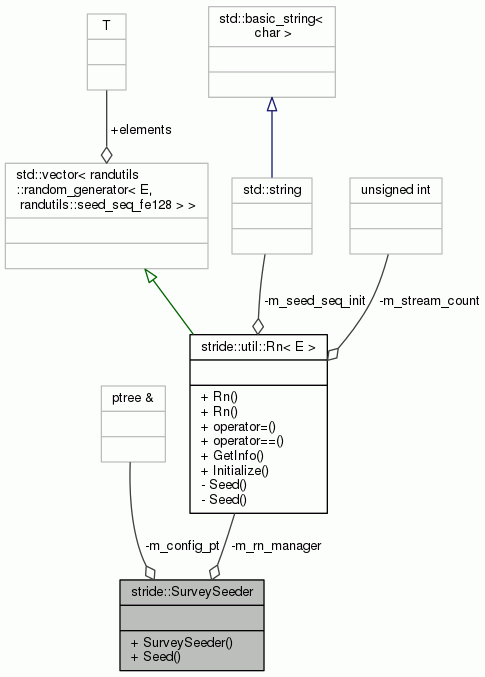 T
std::basic_string<
char >
+elements
std::vector< randutils
::random_generator< E,
randutils::seed_seq_fe128 > >
std::string
unsigned int
-m_seed_seq_init
-m_stream_count
stride::util::Rn< E >
+ Rn()
+ Rn()
+ operator=()
+ operator==()
+ GetInfo()
+ Initialize()
- Seed()
- Seed()
ptree &
-m_config_pt
-m_rn_manager
stride::SurveySeeder
+ SurveySeeder()
+ Seed()